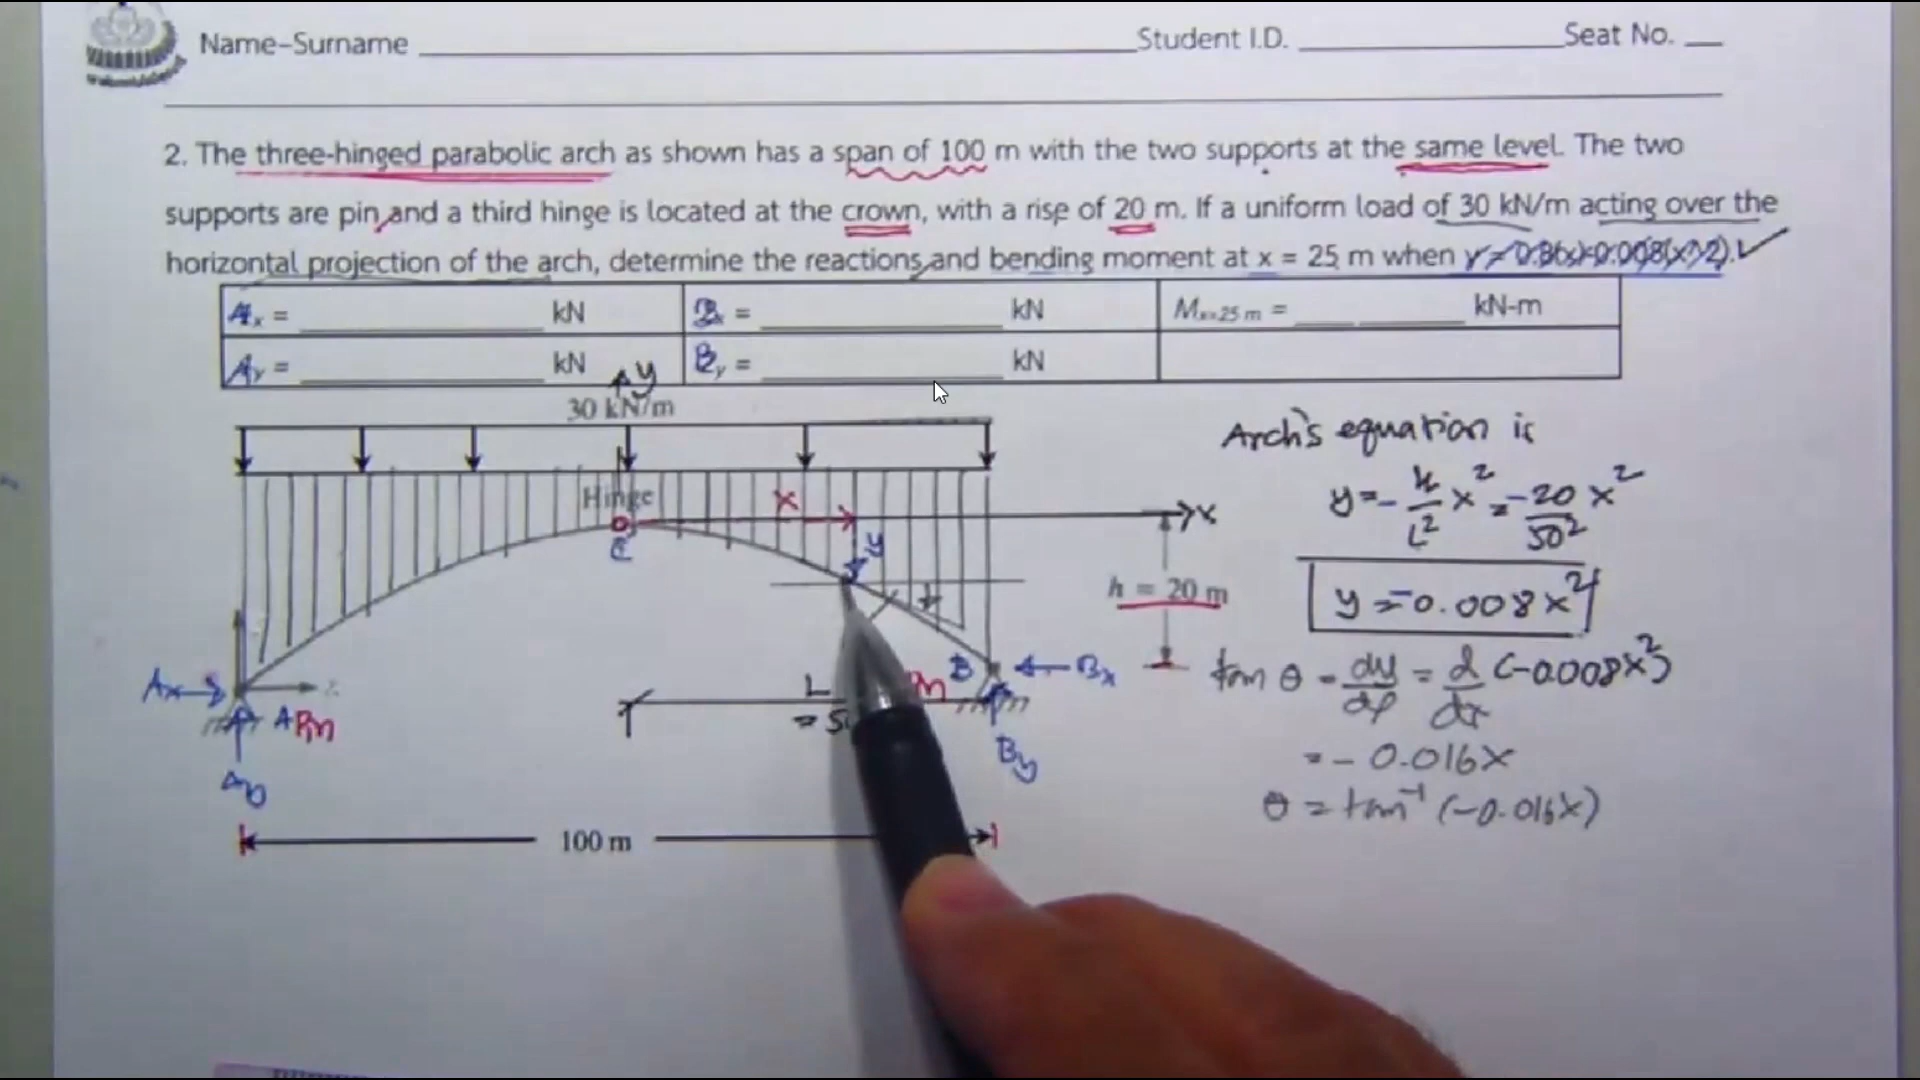 Name-Surname Student I.D. Seat No.
2. The three-hinged parabolic arch as shown has a span of 100 m with the two supports at the same level. The two
supports are pin and a third hinge is located at the crown, with a rise of 20 m. If a uniform load of 30 kN/m acting over the
horizontal projection of the arch, determine the reactions and bending moment at x = 25 m when
Ax = kN Bx = kN Mx=25 m = kN-m
Ay = kN By = kN
y
30 kN/m
Arch's equation is
y = - h/L² x² = -20/50² x²
Hinge
x
x
C
y
h = 20 m
y = -0.008x²
Ax A Pin
B Bx
L
By
Ay
tan θ = dy/dx = d/dx (-0.008x²)
= - 0.016x
θ = tan⁻¹ (-0.016x)
100 m